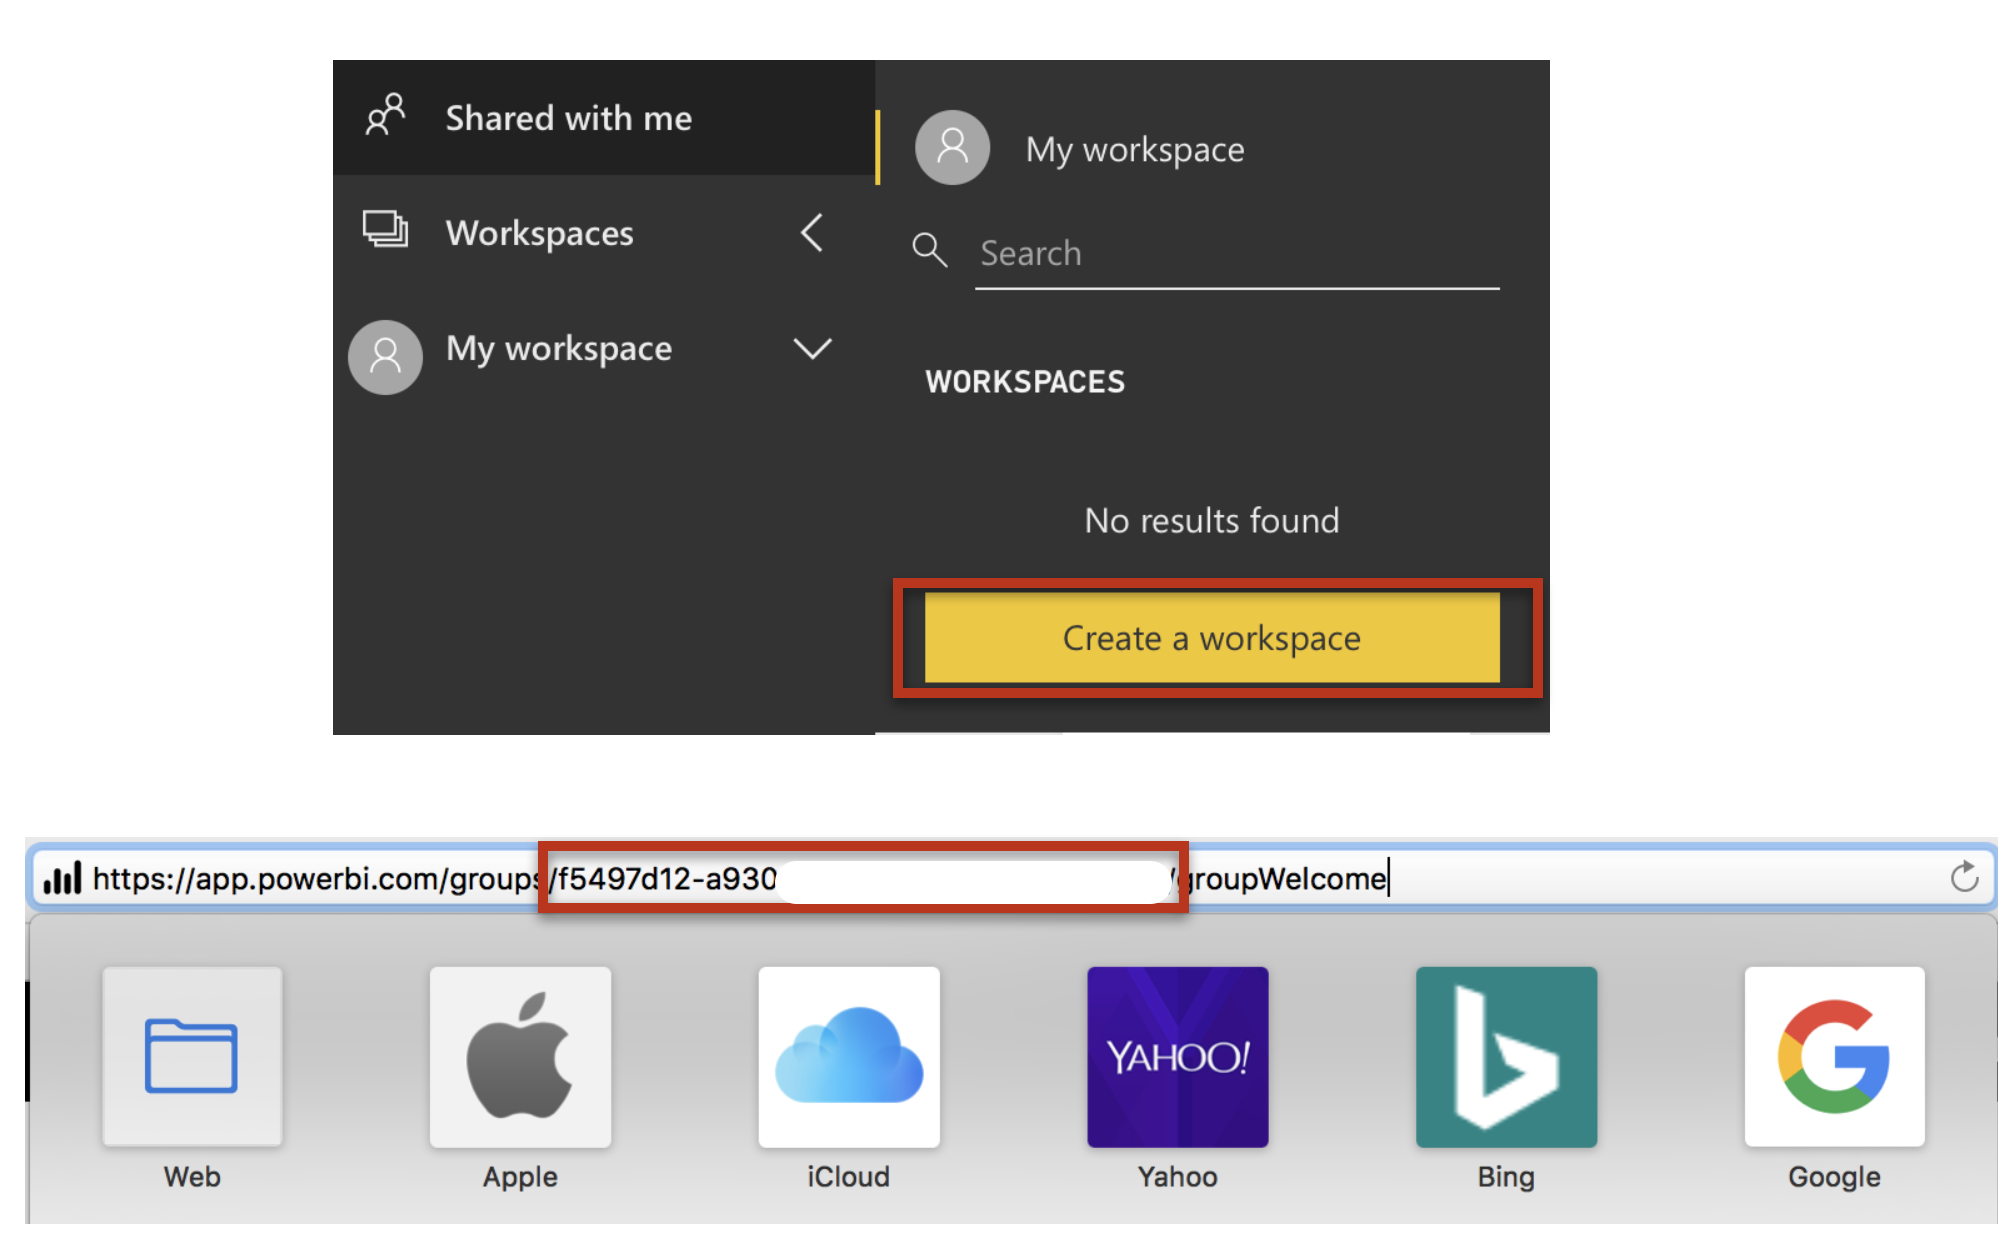 Shared with me
Workspaces
My workspace
My workspace
Search
WORKSPACES
No results found
Create a workspace
https://app.powerbi.com/groups/f5497d12-a930 /groupWelcome
YAHOO!
Web
Apple
iCloud
Yahoo
Bing
Google